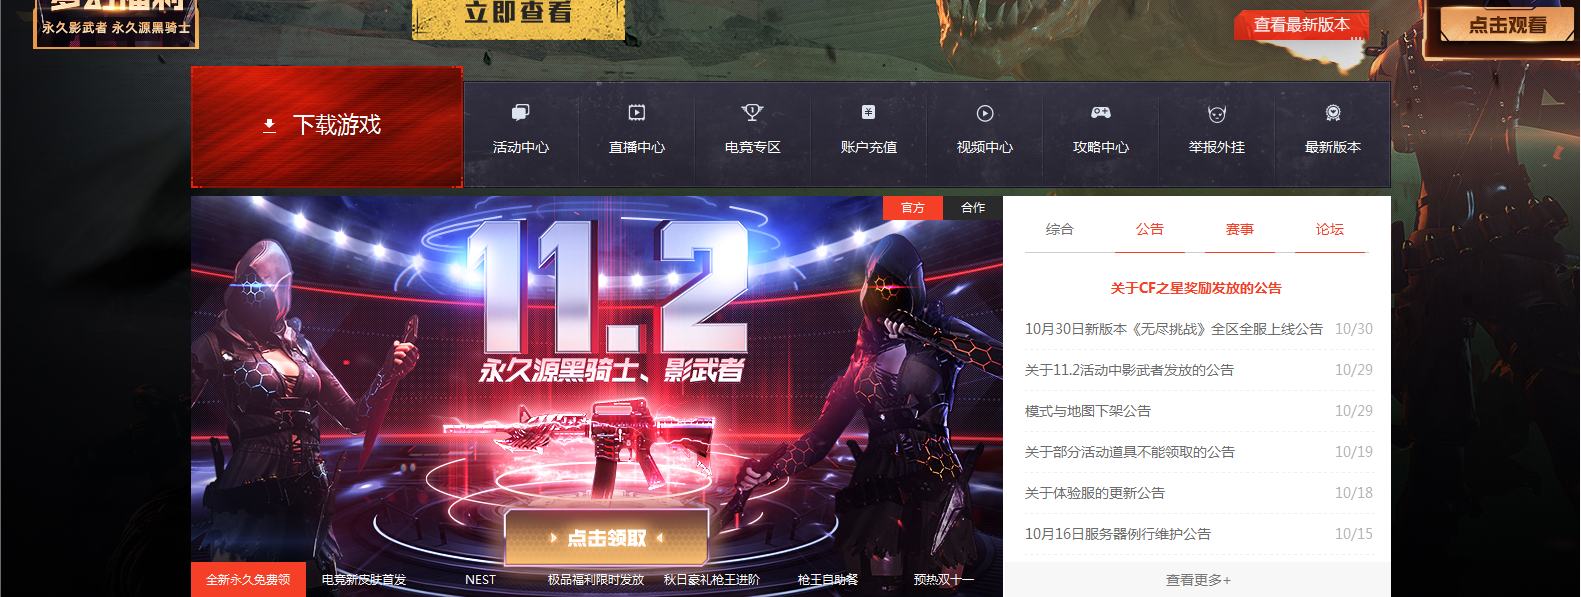 梦幻福利
永久影武者 永久源黑骑士
立即查看
查看最新版本
点击观看
下载游戏
活动中心
直播中心
电竞专区
账户充值
视频中心
攻略中心
举报外挂
最新版本
官方
合作
11.2
永久源黑骑士、影武者
点击领取
全新永久免费领
电竞新皮肤首发
NEST
极品福利限时发放
秋日豪礼枪王进阶
枪王自助餐
预热双十一
综合
公告
赛事
论坛
关于CF之星奖励发放的公告
10月30日新版本《无尽挑战》全区全服上线公告 10/30
关于11.2活动中影武者发放的公告 10/29
模式与地图下架公告 10/29
关于部分活动道具不能领取的公告 10/19
关于体验服的更新公告 10/18
10月16日服务器例行维护公告 10/15
查看更多+